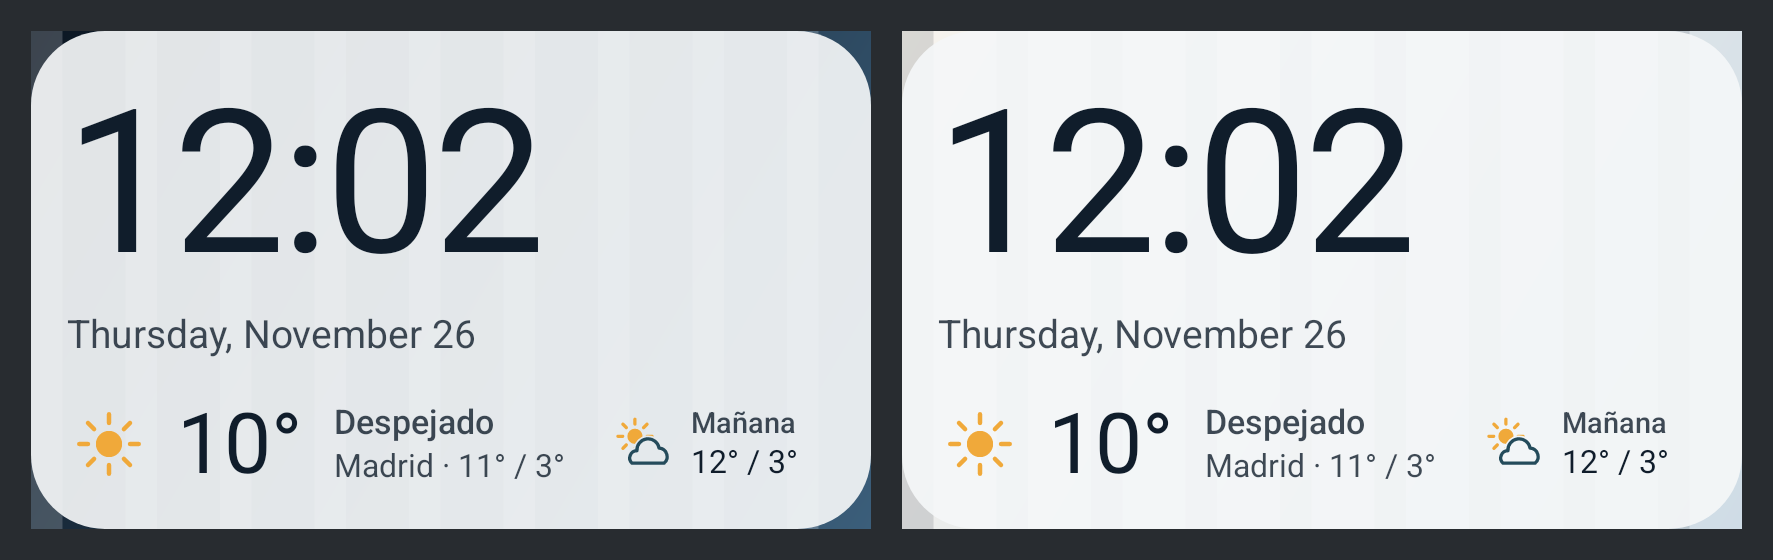 12:02
Thursday, November 26
10° Despejado Mañana
Madrid · 11° / 3° 12° / 3°
12:02
Thursday, November 26
10° Despejado Mañana
Madrid · 11° / 3° 12° / 3°